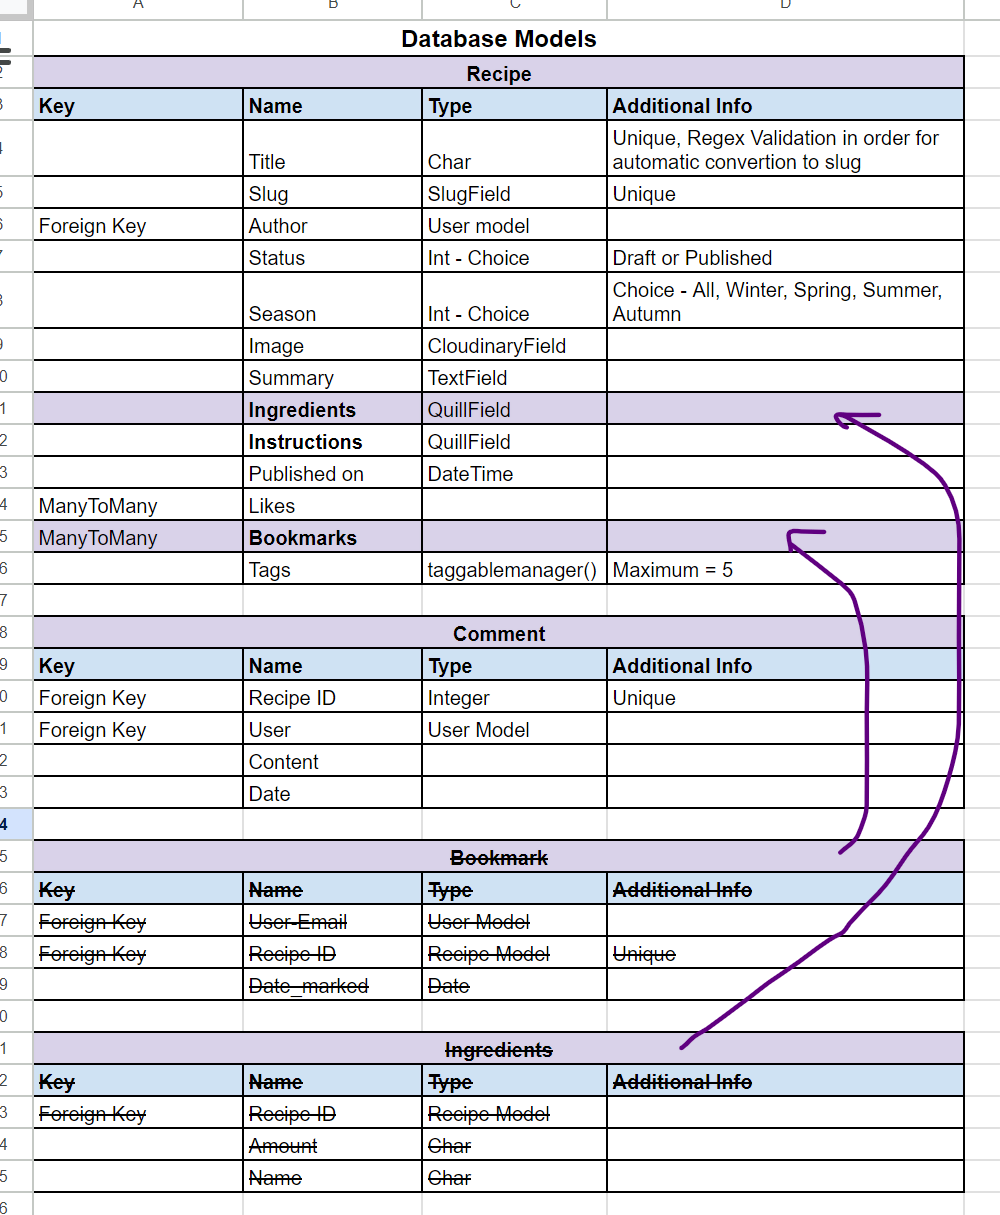 A B C D
Database Models
Recipe
Key Name Type Additional Info
Title Char Unique, Regex Validation in order for
automatic convertion to slug
Slug SlugField Unique
Foreign Key Author User model
Status Int - Choice Draft or Published
Season Int - Choice Choice - All, Winter, Spring, Summer,
Autumn
Image CloudinaryField
Summary TextField
Ingredients QuillField
Instructions QuillField
Published on DateTime
ManyToMany Likes
ManyToMany Bookmarks
Tags taggablemanager() Maximum = 5
Comment
Key Name Type Additional Info
Foreign Key Recipe ID Integer Unique
Foreign Key User User Model
Content
Date
Bookmark
Key Name Type Additional Info
Foreign Key User-Email User Model
Foreign Key Recipe ID Recipe Model Unique
Date_marked Date
Ingredients
Key Name Type Additional Info
Foreign Key Recipe ID Recipe Model
Amount Char
Name Char